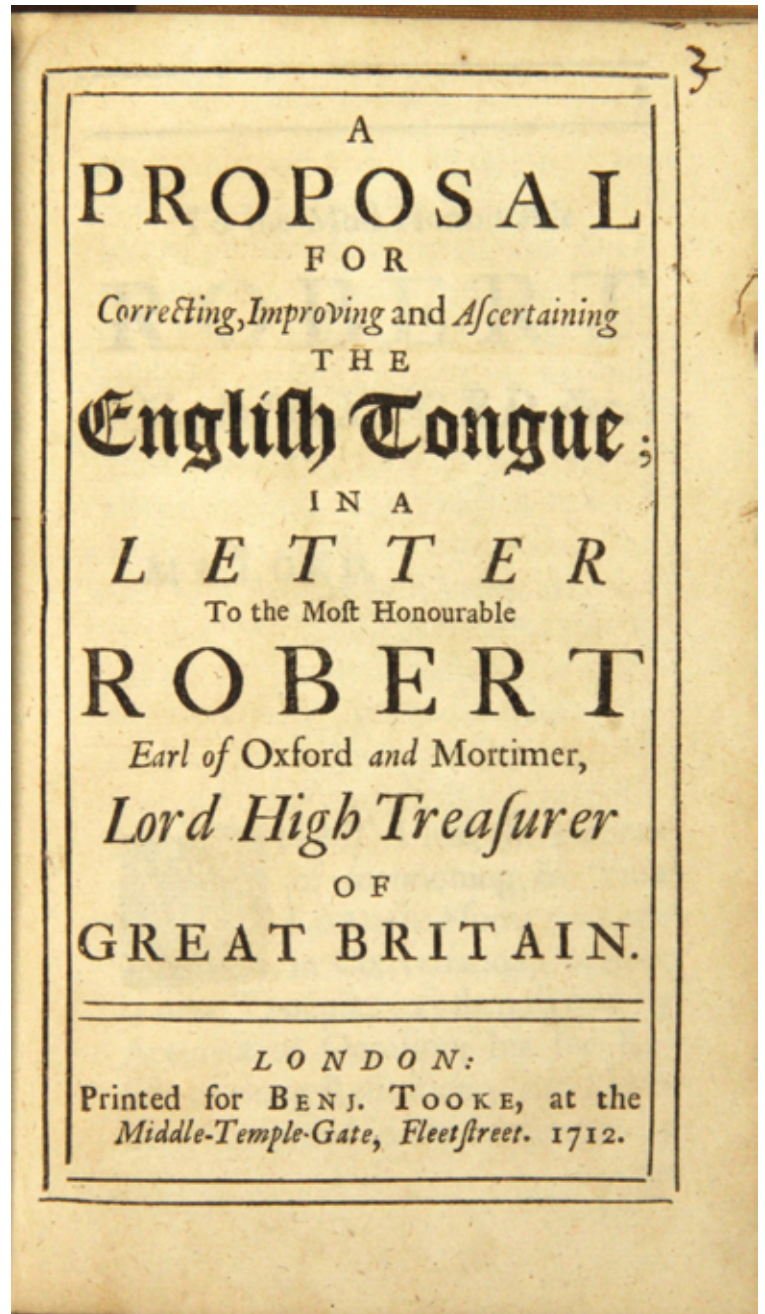 3
A
PROPOSAL
FOR
Correcting, Improving and Aſcertaining
THE
Engliſh Tongue;
IN A
LETTER
To the Moſt Honourable
ROBERT
Earl of Oxford and Mortimer,
Lord High Treaſurer
OF
GREAT BRITAIN.
LONDON:
Printed for BENJ. TOOKE, at the
Middle-Temple-Gate, Fleetſtreet. 1712.